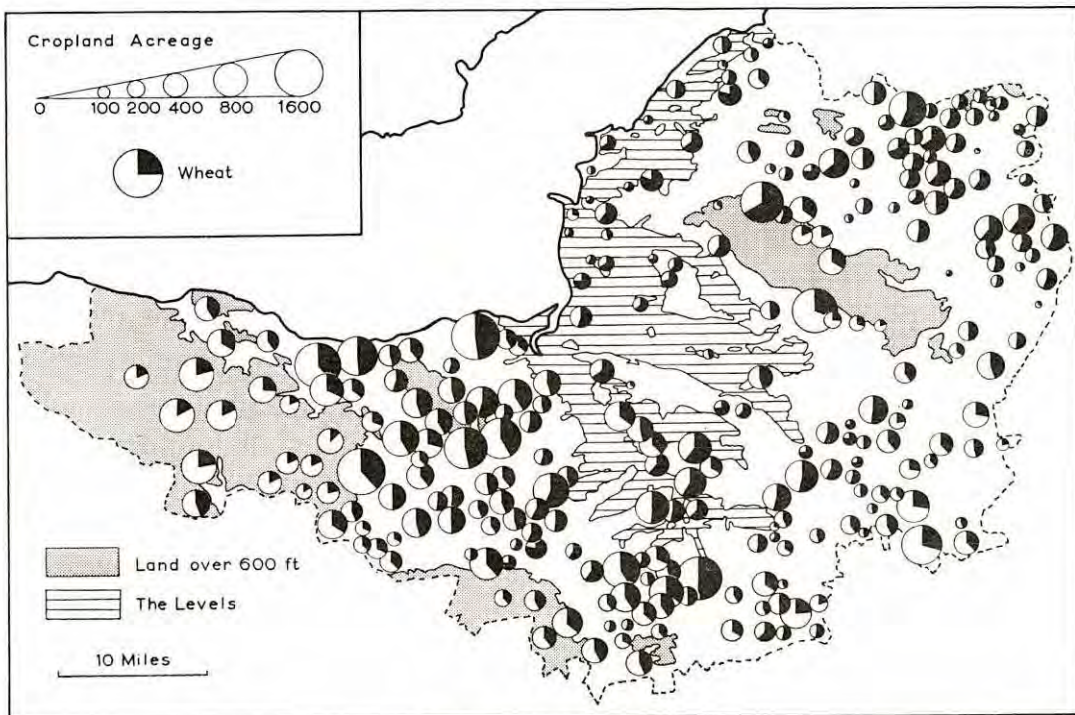 Cropland Acreage
0 100 200 400 800 1600
Wheat
Land over 600 ft
The Levels
10 Miles